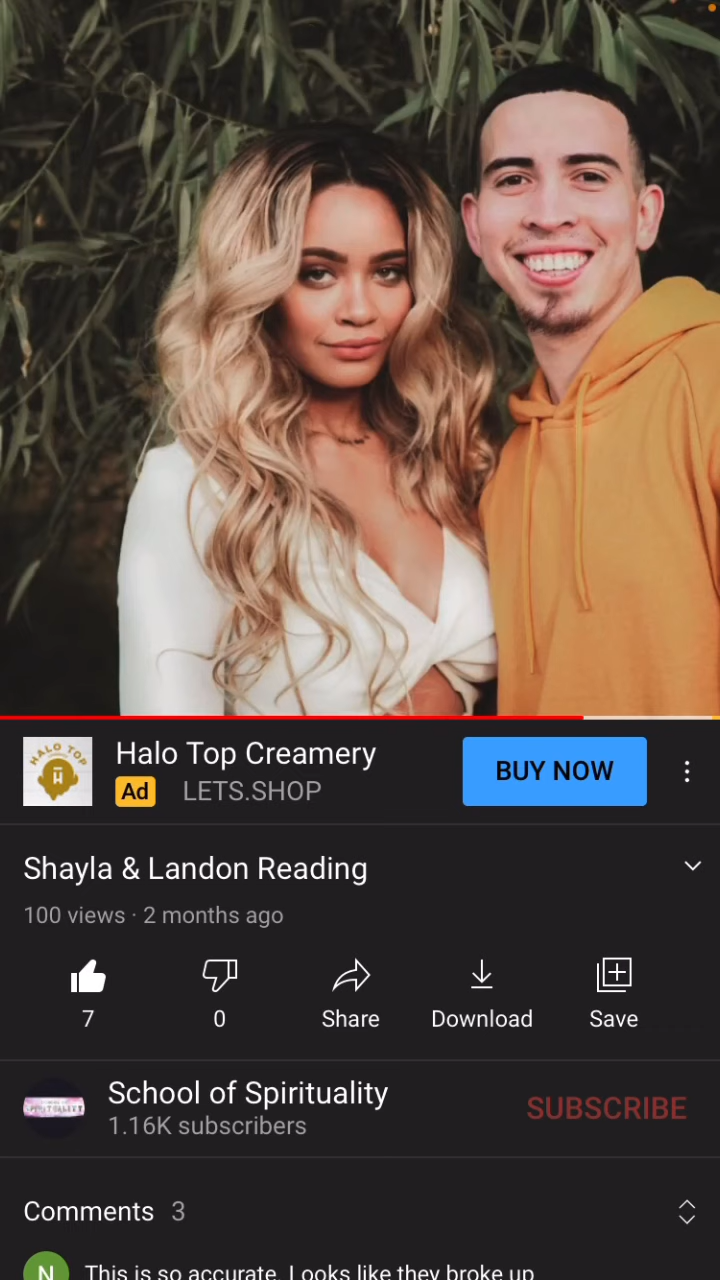 HALO TOP
Halo Top Creamery
BUY NOW
Ad LETS.SHOP
Shayla & Landon Reading
100 views · 2 months ago
7 0 Share Download Save
School of Spirituality
SUBSCRIBE
1.16K subscribers
Comments 3
N This is so accurate. Looks like they broke up